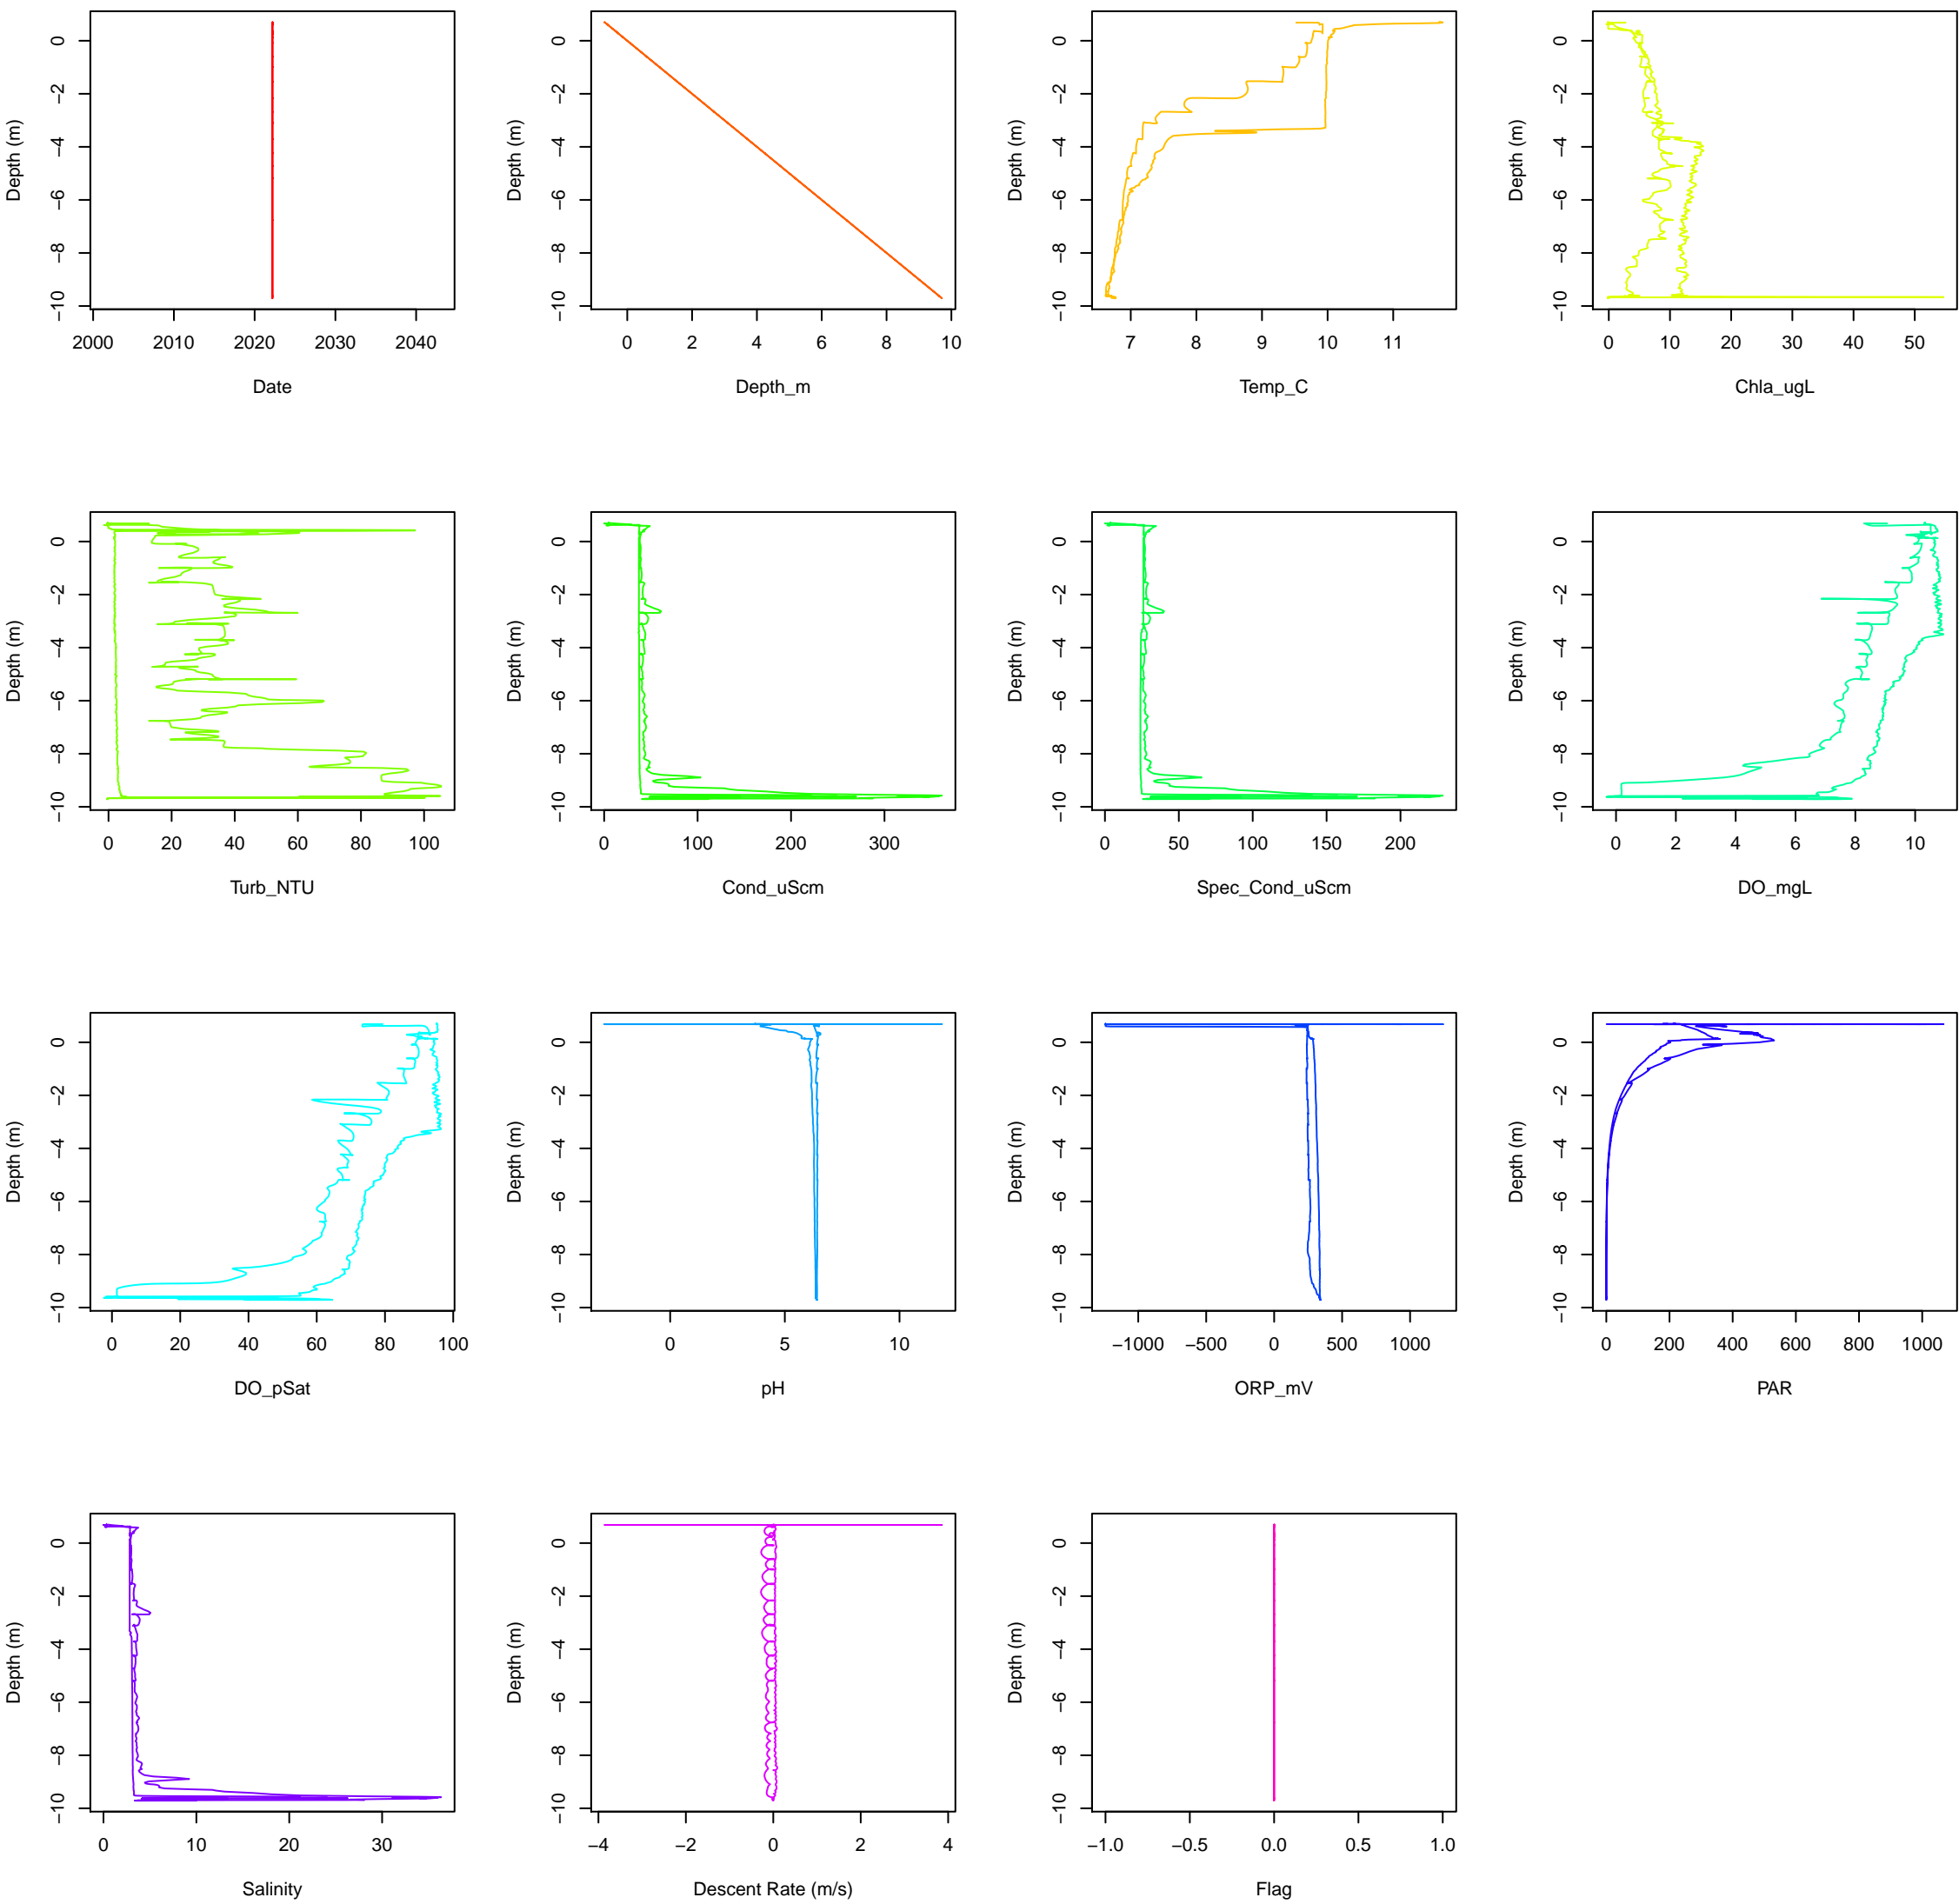 0
−2
−4
−6
−8
−10
Depth (m)
2000 2010 2020 2030 2040
Date
0
−2
−4
−6
−8
−10
Depth (m)
0 2 4 6 8 10
Depth_m
0
−2
−4
−6
−8
−10
Depth (m)
7 8 9 10 11
Temp_C
0
−2
−4
−6
−8
−10
Depth (m)
0 10 20 30 40 50
Chla_ugL
0
−2
−4
−6
−8
−10
Depth (m)
0 20 40 60 80 100
Turb_NTU
0
−2
−4
−6
−8
−10
Depth (m)
0 100 200 300
Cond_uScm
0
−2
−4
−6
−8
−10
Depth (m)
0 50 100 150 200
Spec_Cond_uScm
0
−2
−4
−6
−8
−10
Depth (m)
0 2 4 6 8 10
DO_mgL
0
−2
−4
−6
−8
−10
Depth (m)
0 20 40 60 80 100
DO_pSat
0
−2
−4
−6
−8
−10
Depth (m)
0 5 10
pH
0
−2
−4
−6
−8
−10
Depth (m)
−1000 −500 0 500 1000
ORP_mV
0
−2
−4
−6
−8
−10
Depth (m)
0 200 400 600 800 1000
PAR
0
−2
−4
−6
−8
−10
Depth (m)
0 10 20 30
Salinity
0
−2
−4
−6
−8
−10
Depth (m)
−4 −2 0 2 4
Descent Rate (m/s)
0
−2
−4
−6
−8
−10
Depth (m)
−1.0 −0.5 0.0 0.5 1.0
Flag